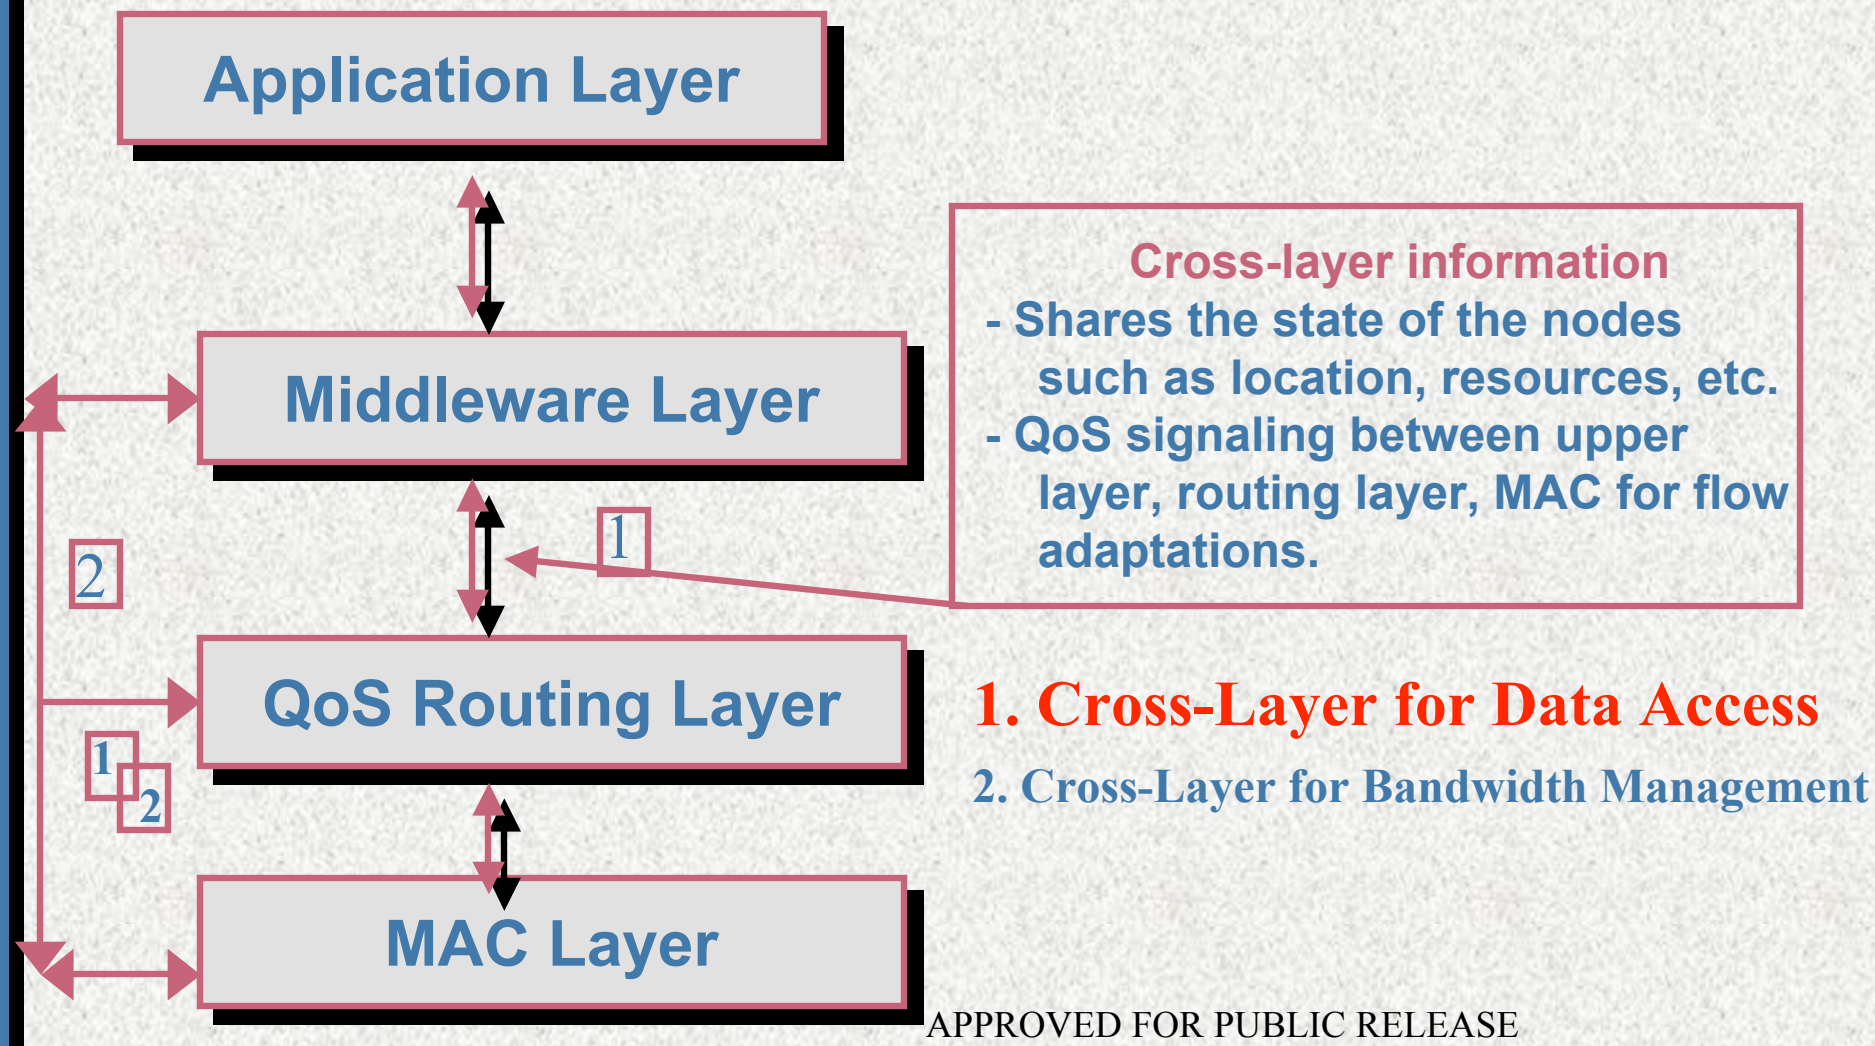 Application Layer
Cross-layer information
- Shares the state of the nodes
such as location, resources, etc.
- QoS signaling between upper
layer, routing layer, MAC for flow
adaptations.
Middleware Layer
1
2
QoS Routing Layer
1. Cross-Layer for Data Access
2. Cross-Layer for Bandwidth Management
1
2
MAC Layer
APPROVED FOR PUBLIC RELEASE